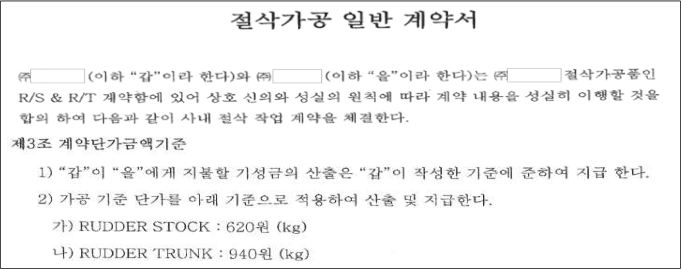 절삭가공 일반 계약서
㈜ (이하 “갑”이라 한다)와 ㈜ (이하 “을”이라 한다)는 ㈜ 절삭가공품인
R/S & R/T 제약함에 있어 상호 신의와 성실의 원칙에 따라 계약 내용을 성실히 이행할 것을
합의 하여 다음과 같이 사내 절삭 작업 계약을 체결한다.
제3조 계약단가금액기준
1) “갑”이 “을”에게 지불할 기성금의 산출은 “갑”이 작성한 기준에 준하여 지급 한다.
2) 가공 기준 단가를 아래 기준으로 적용하여 산출 및 지급한다.
가) RUDDER STOCK : 620원 (kg)
나) RUDDER TRUNK : 940원 (kg)